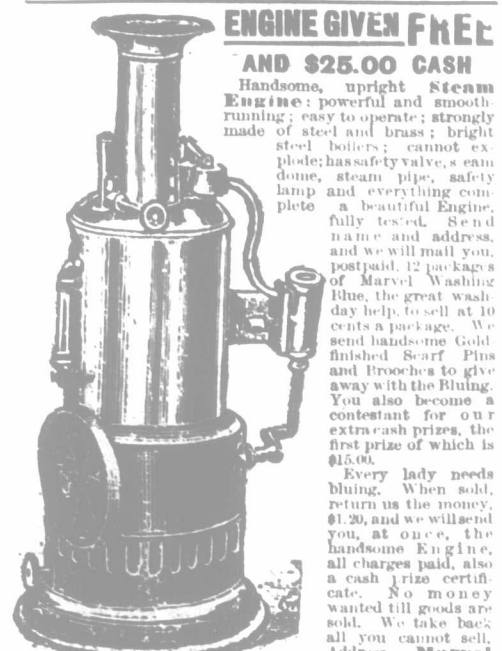 ENGINE GIVEN FREE
AND $25.00 CASH
Handsome, upright Steam
Engine: powerful and smooth
running; easy to operate; strongly
made of steel and brass; bright
steel boilers; cannot ex-
plode; has safety valve, s eam
dome, steam pipe, safety
lamp and everything com-
plete a beautiful Engine,
fully tested. Send
name and address,
and we will mail you,
postpaid, 12 packages
of Marvel Washing
Blue, the great wash
day help, to sell at 10
cents a package. We
send handsome Gold
finished Scarf Pins
and Brooches to give
away with the Bluing.
You also become a
contestant for our
extra cash prizes, the
first prize of which is
$15.00.
Every lady needs
bluing. When sold,
return us the money,
$1.20, and we will send
you, at once, the
handsome Engine,
all charges paid, also
a cash prize certifi-
cate. No money
wanted till goods are
sold. We take back
all you cannot sell.
Address Marvel